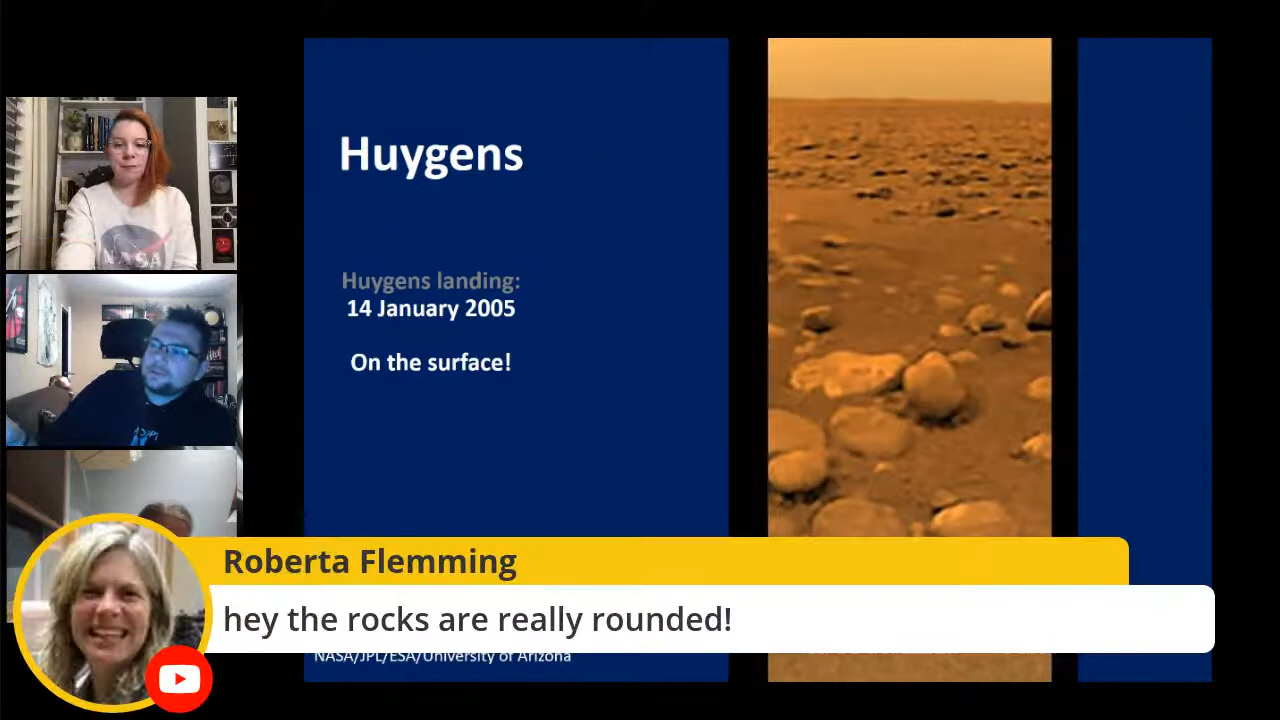 Huygens
Huygens landing:
14 January 2005
On the surface!
NASA
Roberta Flemming
hey the rocks are really rounded!
NASA/JPL/ESA/University of Arizona